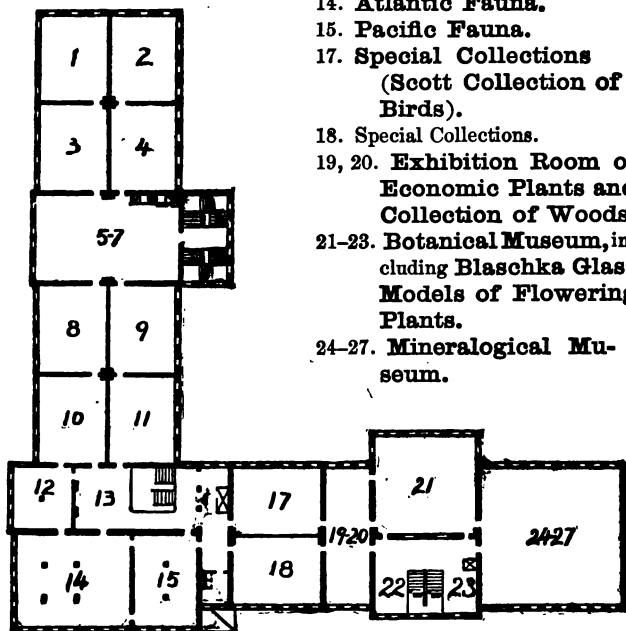 14. Atlantic Fauna.
15. Pacific Fauna.
17. Special Collections
(Scott Collection of
Birds).
18. Special Collections.
19, 20. Exhibition Room
Economic Plants and
Collection of Woods
21–23. Botanical Museum, in
cluding Blaschka Glas
Models of Flowering
Plants.
24–27. Mineralogical Mu-
seum.
1 2
3 4
5-7
8 9
10 11
12 13
17
21
24-27
14 15
18
19-20
22 23